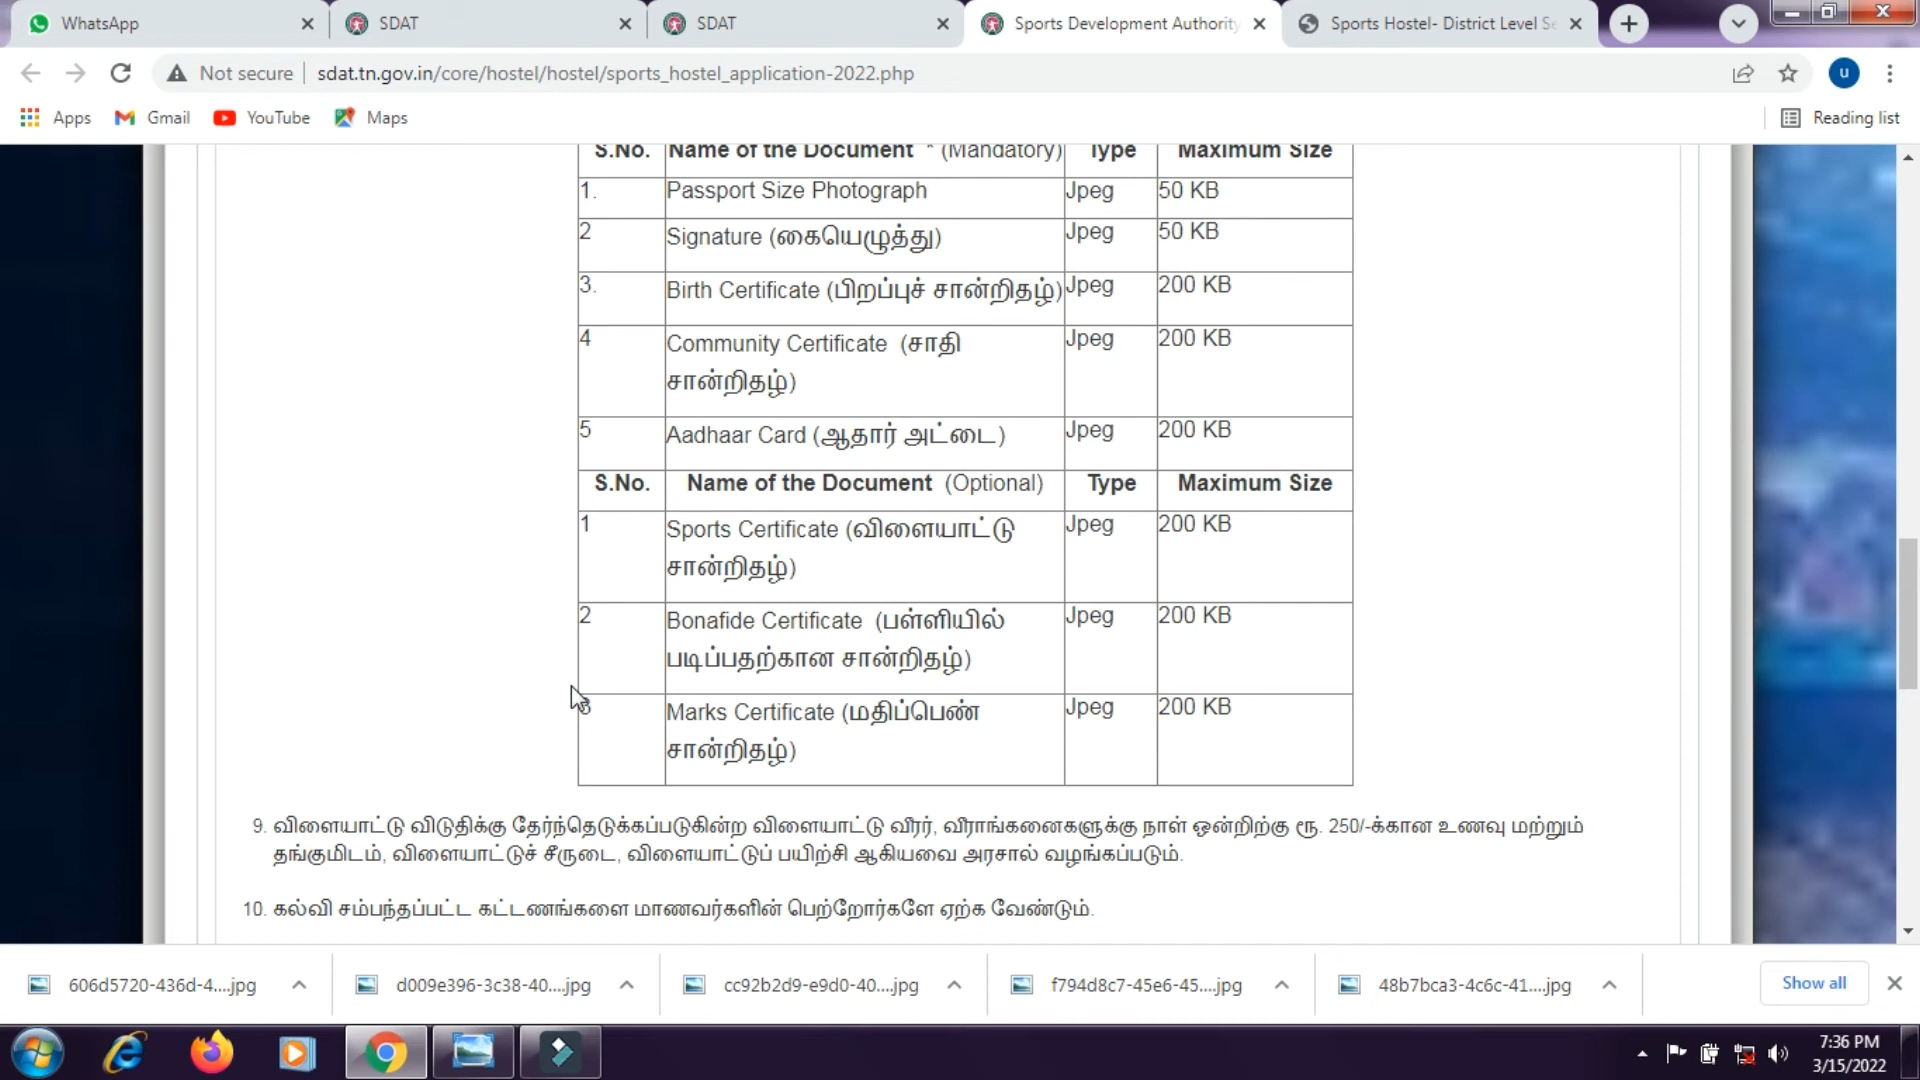 WhatsApp
SDAT
SDAT
Sports Development Authority
Sports Hostel- District Level Se
Not secure
sdat.tn.gov.in/core/hostel/hostel/sports_hostel_application-2022.php
u
Apps
Gmail
YouTube
Maps
Reading list
S.No. Name of the Document * (Mandatory) Type Maximum Size
1. Passport Size Photograph Jpeg 50 KB
2 Signature (கையெழுத்து) Jpeg 50 KB
3. Birth Certificate (பிறப்புச் சான்றிதழ்) Jpeg 200 KB
4 Community Certificate (சாதி Jpeg 200 KB
சான்றிதழ்)
5 Aadhaar Card (ஆதார் அட்டை) Jpeg 200 KB
S.No. Name of the Document (Optional) Type Maximum Size
1 Sports Certificate (விளையாட்டு Jpeg 200 KB
சான்றிதழ்)
2 Bonafide Certificate (பள்ளியில் Jpeg 200 KB
படிப்பதற்கான சான்றிதழ்)
3 Marks Certificate (மதிப்பெண் Jpeg 200 KB
சான்றிதழ்)
9. விளையாட்டு விடுதிக்கு தேர்ந்தெடுக்கப்படுகின்ற விளையாட்டு வீரர், வீராங்கனைகளுக்கு நாள் ஒன்றிற்கு ரூ. 250/-க்கான உணவு மற்றும்
தங்குமிடம், விளையாட்டுச் சீருடை, விளையாட்டுப் பயிற்சி ஆகியவை அரசால் வழங்கப்படும்.
10. கல்வி சம்பந்தப்பட்ட கட்டணங்களை மாணவர்களின் பெற்றோர்களே ஏற்க வேண்டும்.
606d5720-436d-4....jpg
d009e396-3c38-40....jpg
cc92b2d9-e9d0-40....jpg
f794d8c7-45e6-45....jpg
48b7bca3-4c6c-41....jpg
Show all
7:36 PM
3/15/2022